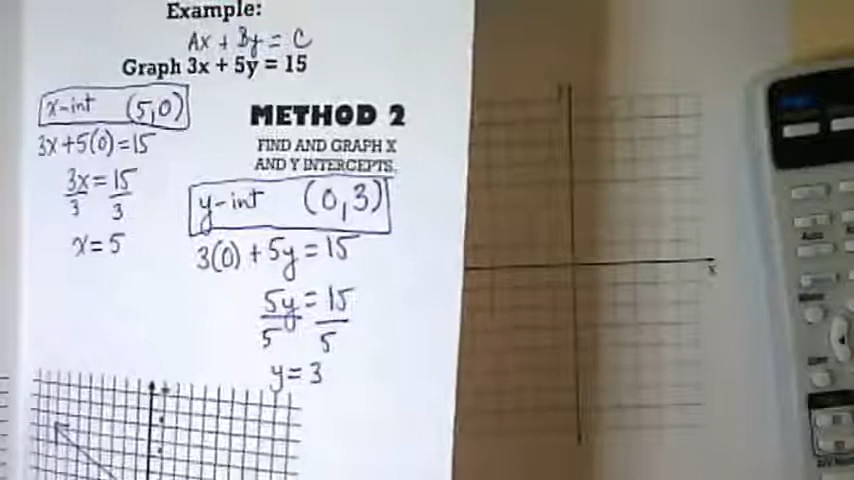 Example:
Ax + By = C
Graph 3x + 5y = 15
x-int (5,0)
3x+5(0)=15
3x = 15
3 3
x = 5
METHOD 2
FIND AND GRAPH X
AND Y INTERCEPTS.
y-int (0,3)
3(0) + 5y = 15
5y = 15
5 5
y = 3
x